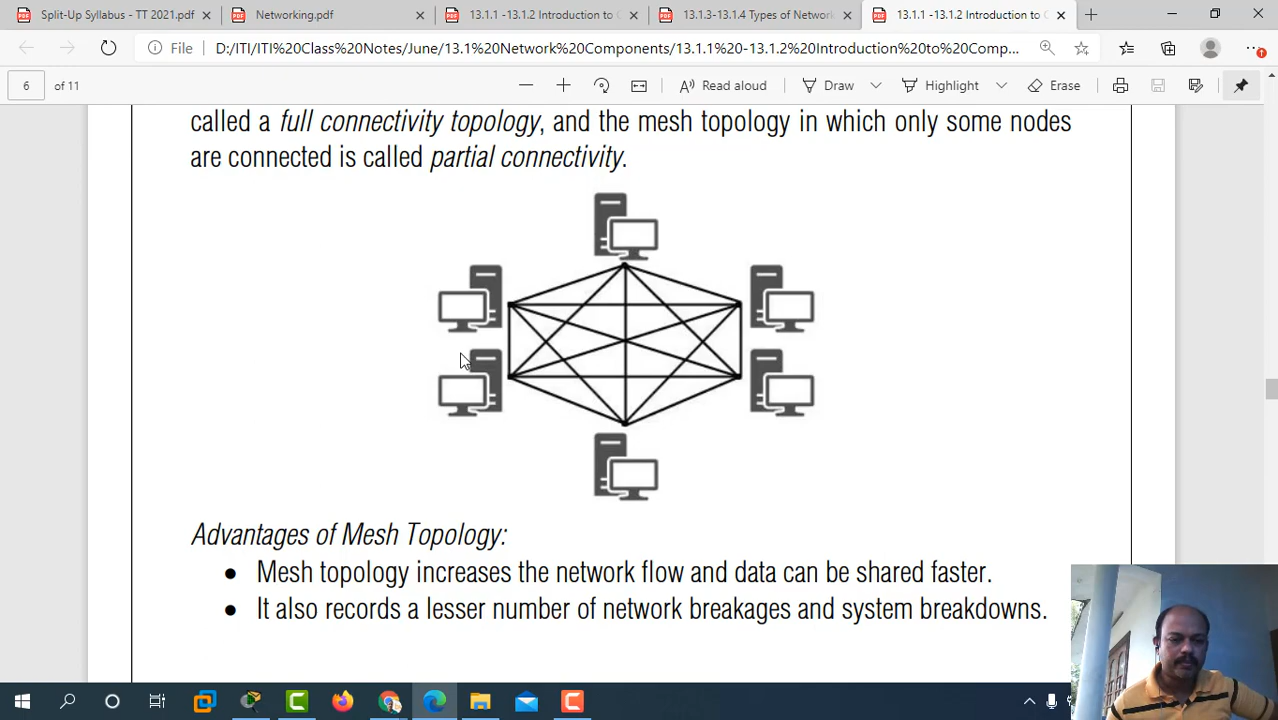 Split-Up Syllabus - TT 2021.pdf
Networking.pdf
13.1.1 -13.1.2 Introduction to C
13.1.3-13.1.4 Types of Network
13.1.1 -13.1.2 Introduction to C
File
D:/ITI/ITI%20Class%20Notes/June/13.1%20Network%20Components/13.1.1%20-13.1.2%20Introduction%20to%20Comp...
6
of 11
Read aloud
Draw
Highlight
Erase
called a full connectivity topology, and the mesh topology in which only some nodes
are connected is called partial connectivity.
Advantages of Mesh Topology:
• Mesh topology increases the network flow and data can be shared faster.
• It also records a lesser number of network breakages and system breakdowns.